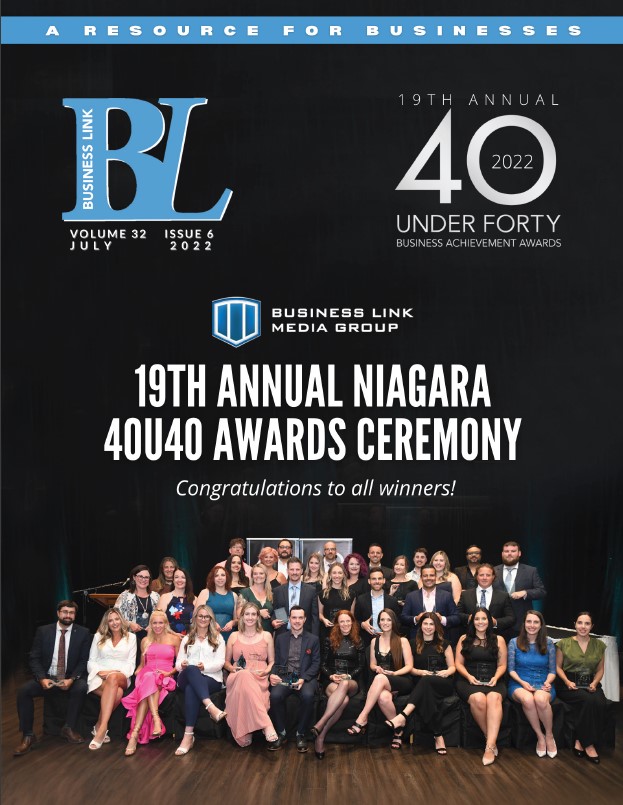 A RESOURCE FOR BUSINESSES
BUSINESS LINK
BL
VOLUME 32 ISSUE 6
JULY 2022
19TH ANNUAL
40
2022
UNDER FORTY
BUSINESS ACHIEVEMENT AWARDS
BUSINESS LINK
MEDIA GROUP
19TH ANNUAL NIAGARA
40U40 AWARDS CEREMONY
Congratulations to all winners!